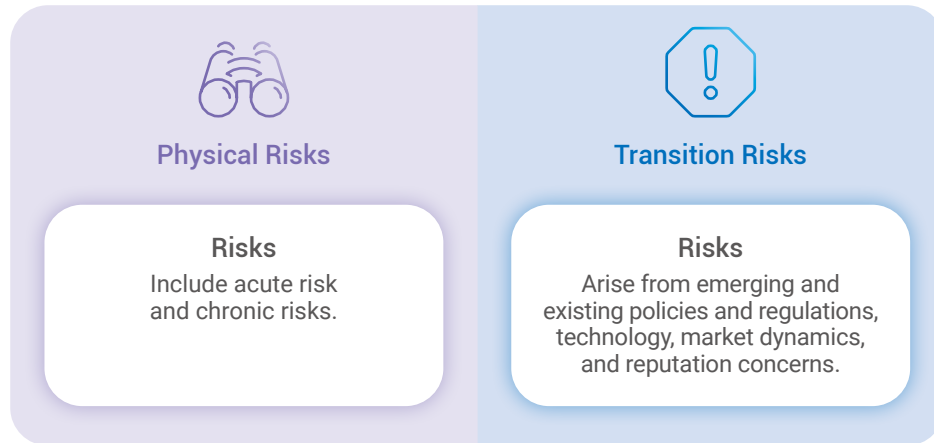 Physical Risks
Risks
Include acute risk
and chronic risks.
Transition Risks
Risks
Arise from emerging and
existing policies and regulations,
technology, market dynamics,
and reputation concerns.